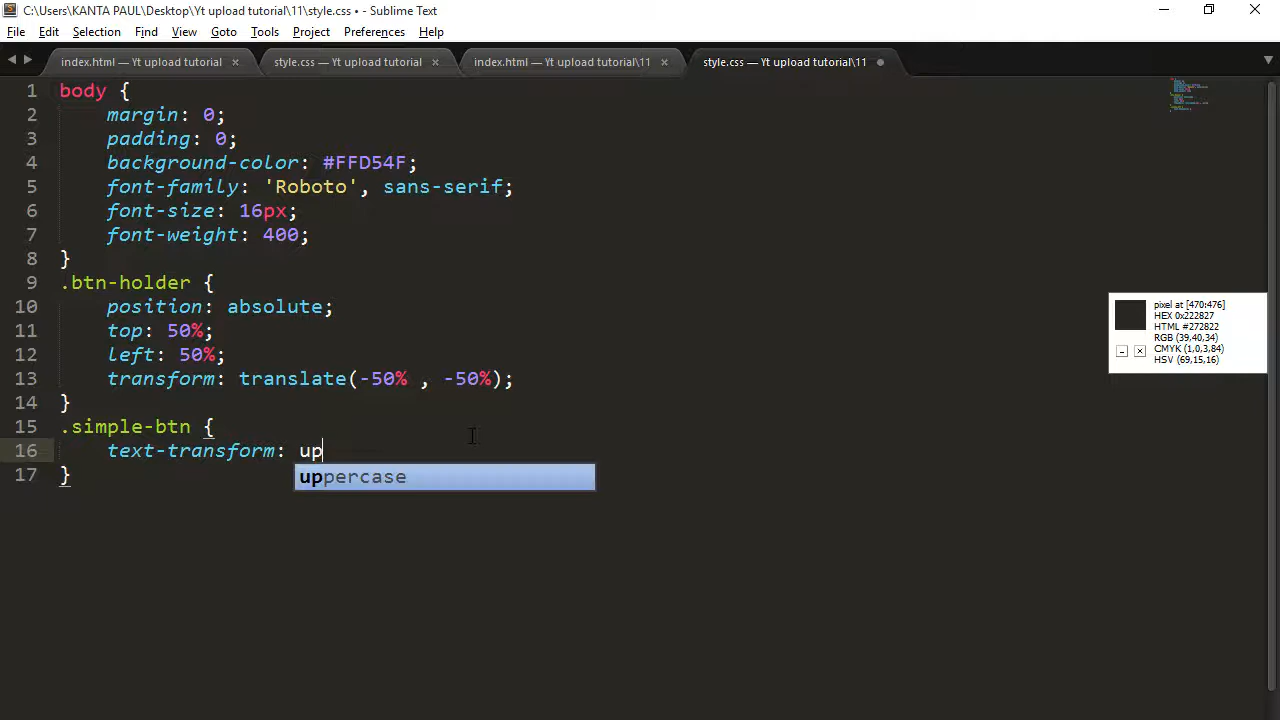 C:\Users\KANTA PAUL\Desktop\Yt upload tutorial\11\style.css • - Sublime Text
File Edit Selection Find View Goto Tools Project Preferences Help
index.html — Yt upload tutorial × style.css — Yt upload tutorial × index.html — Yt upload tutorial\11 × style.css — Yt upload tutorial\11
1 body {
2 margin: 0;
3 padding: 0;
4 background-color: #FFD54F;
5 font-family: 'Roboto', sans-serif;
6 font-size: 16px;
7 font-weight: 400;
8 }
9 .btn-holder {
10 position: absolute;
11 top: 50%;
12 left: 50%;
13 transform: translate(-50% , -50%);
14 }
15 .simple-btn {
16 text-transform: up
uppercase
17 }
pixel at [470:476]
HEX 0x222827
HTML #272822
RGB (39,40,34)
CMYK (1,0,3,84)
HSV (69,15,16)